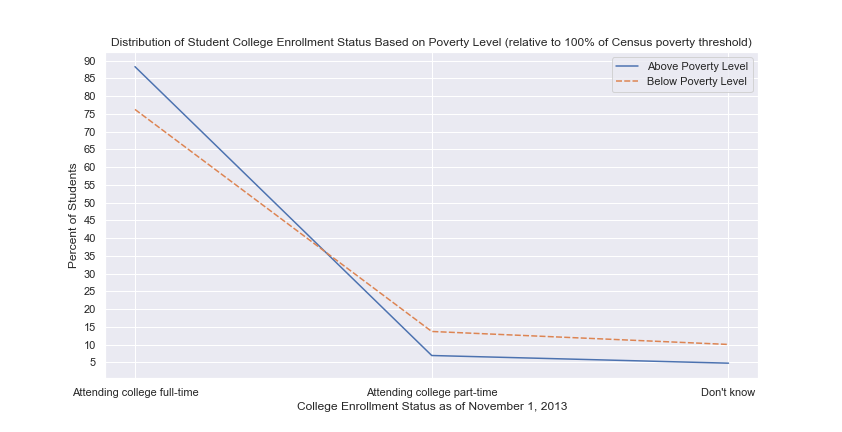 Distribution of Student College Enrollment Status Based on Poverty Level (relative to 100% of Census poverty threshold)
Above Poverty Level
Below Poverty Level
90
85
80
75
70
65
60
55
50
45
40
35
30
25
20
15
10
5
Percent of Students
Attending college full-time
Attending college part-time
Don't know
College Enrollment Status as of November 1, 2013